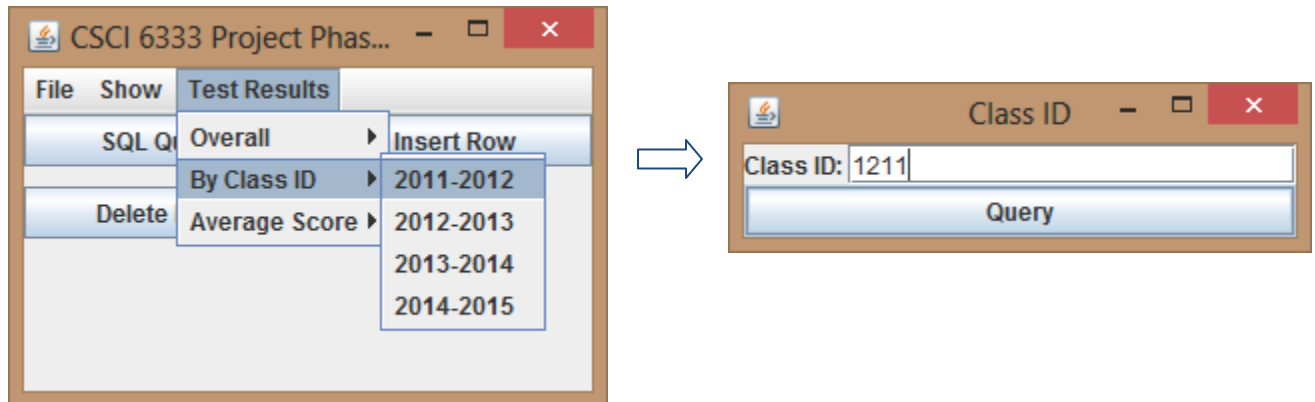 CSCI 6333 Project Phas...
File Show Test Results
SQL Qu
Insert Row
Delete
Overall
By Class ID
Average Score
2011-2012
2012-2013
2013-2014
2014-2015
Class ID
Class ID: 1211
Query